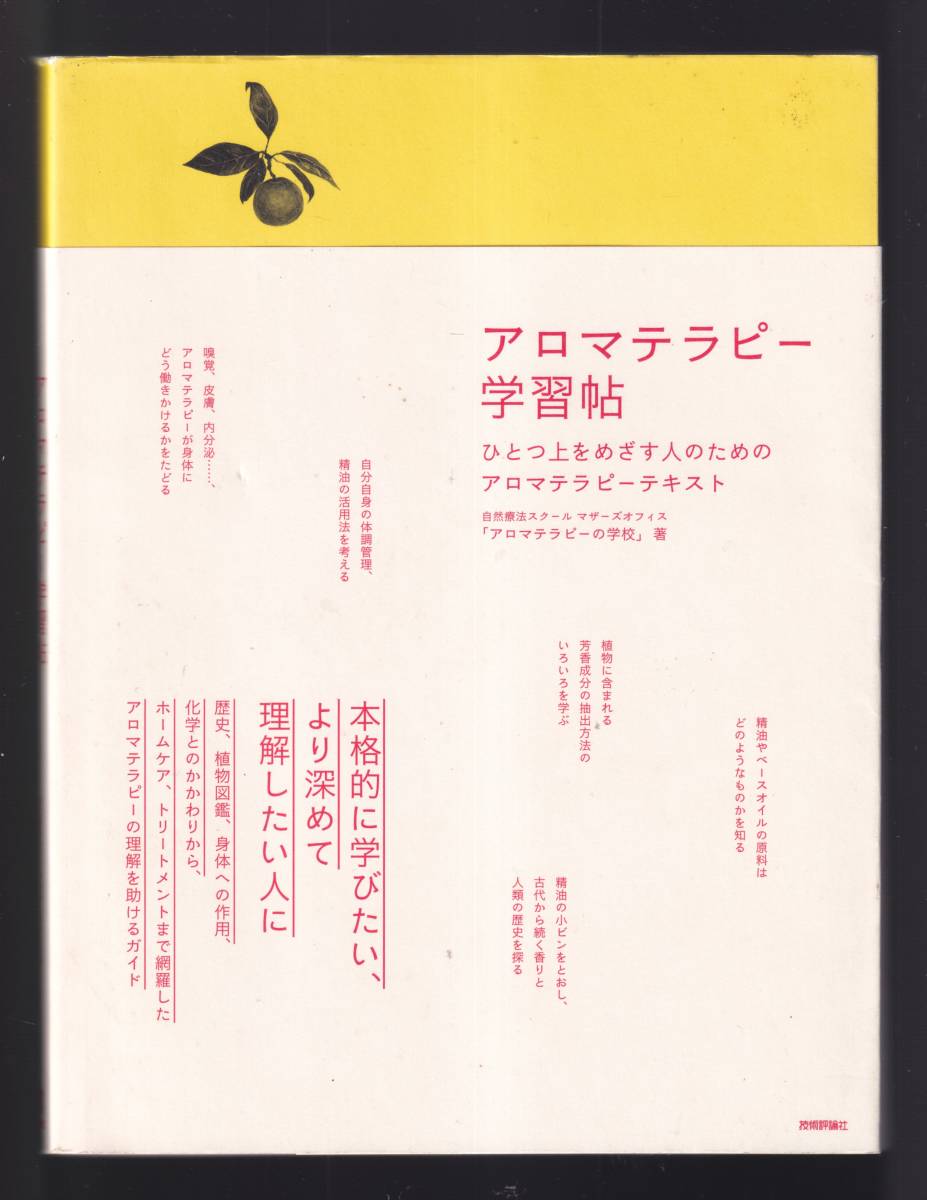 アロマテラピー
学習帖
ひとつ上をめざす人のための
アロマテラピーテキスト
自然療法スクール マザーズオフィス
「アロマテラピーの学校」著
嗅覚、皮膚、内分泌……、
アロマテラピーが身体に
どう働きかけるかをたどる
自分自身の体調管理、
精油の活用法を考える
植物に含まれる
芳香成分の抽出方法の
いろいろを学ぶ
精油やベースオイルの原料は
どのようなものかを知る
精油の小ビンをとおし、
古代から続く香りと
人類の歴史を探る
本格的に学びたい、
より深めて
理解したい人に
歴史、植物図鑑、身体への作用、
化学とのかかわりから、
ホームケア、トリートメントまで網羅した
アロマテラピーの理解を助けるガイド
技術評論社